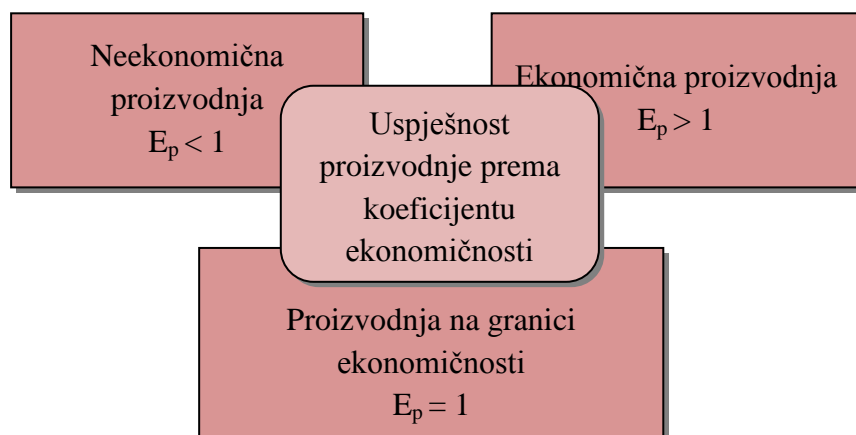 Neekonomična
proizvodnja
Eₚ < 1
Ekonomična proizvodnja
Eₚ > 1
Uspješnost
proizvodnje prema
koeficijentu
ekonomičnosti
Proizvodnja na granici
ekonomičnosti
Eₚ = 1